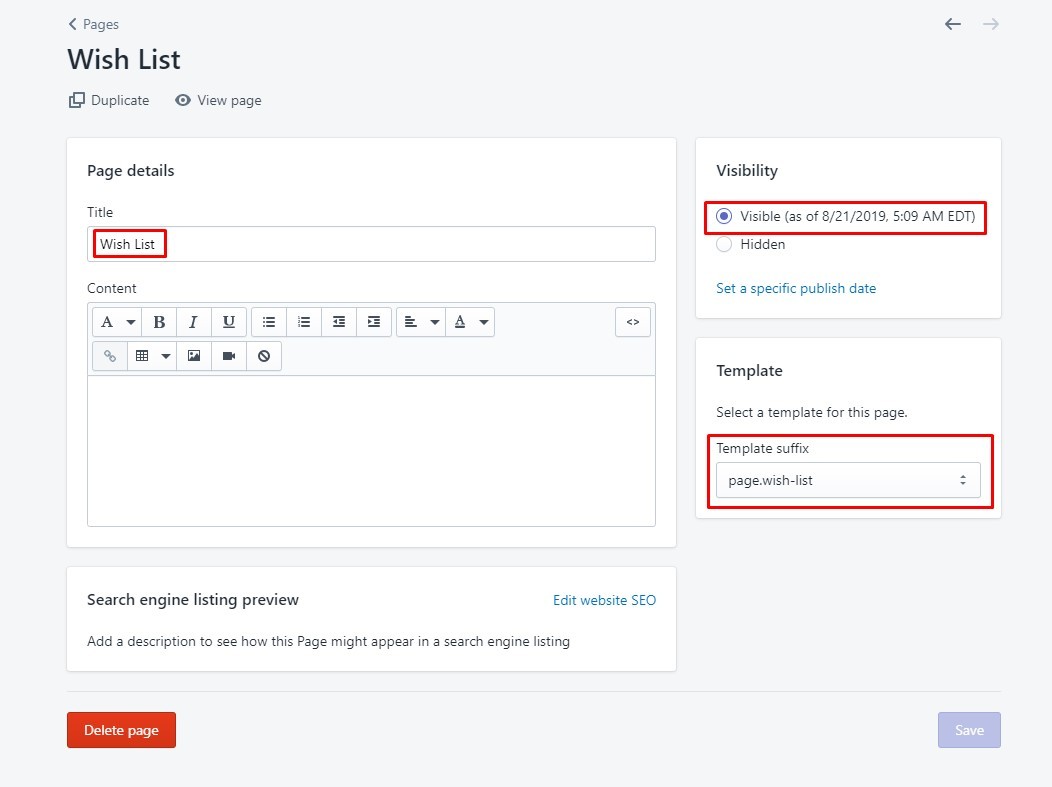 Pages
Wish List
Duplicate View page
Page details
Title
Wish List
Content
A B I U A <>
Search engine listing preview Edit website SEO
Add a description to see how this Page might appear in a search engine listing
Visibility
Visible (as of 8/21/2019, 5:09 AM EDT)
Hidden
Set a specific publish date
Template
Select a template for this page.
Template suffix
page.wish-list
Delete page Save